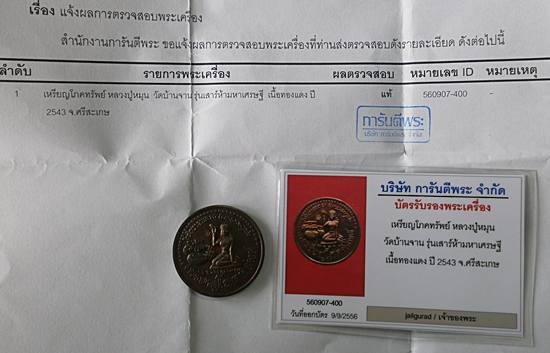 เรื่อง แจ้งผลการตรวจสอบพระเครื่อง
สำนักงานการันตีพระ ขอแจ้งผลการตรวจสอบพระเครื่องที่ท่านส่งตรวจสอบดังรายละเอียด ดังต่อไปนี้
ลำดับ รายการพระเครื่อง ผลตรวจสอบ หมายเลข ID หมายเหตุ
1 เหรียญโภคทรัพย์ หลวงปู่หมุน วัดบ้านจาน รุ่นเสาร์ห้ามหาเศรษฐี เนื้อทองแดง ปี แท้ 560907-400 -
2543 จ.ศรีสะเกษ
การันตีพระ
บริษัท การันตีพระ จำกัด
บริษัท การันตีพระ จำกัด
บัตรรับรองพระเครื่อง
เหรียญโภคทรัพย์ หลวงปู่หมุน
วัดบ้านจาน รุ่นเสาร์ห้ามหาเศรษฐี
เนื้อทองแดง ปี 2543 จ.ศรีสะเกษ
560907-400
วันที่ออกบัตร 9/9/2556
jaligurad / เจ้าของพระ